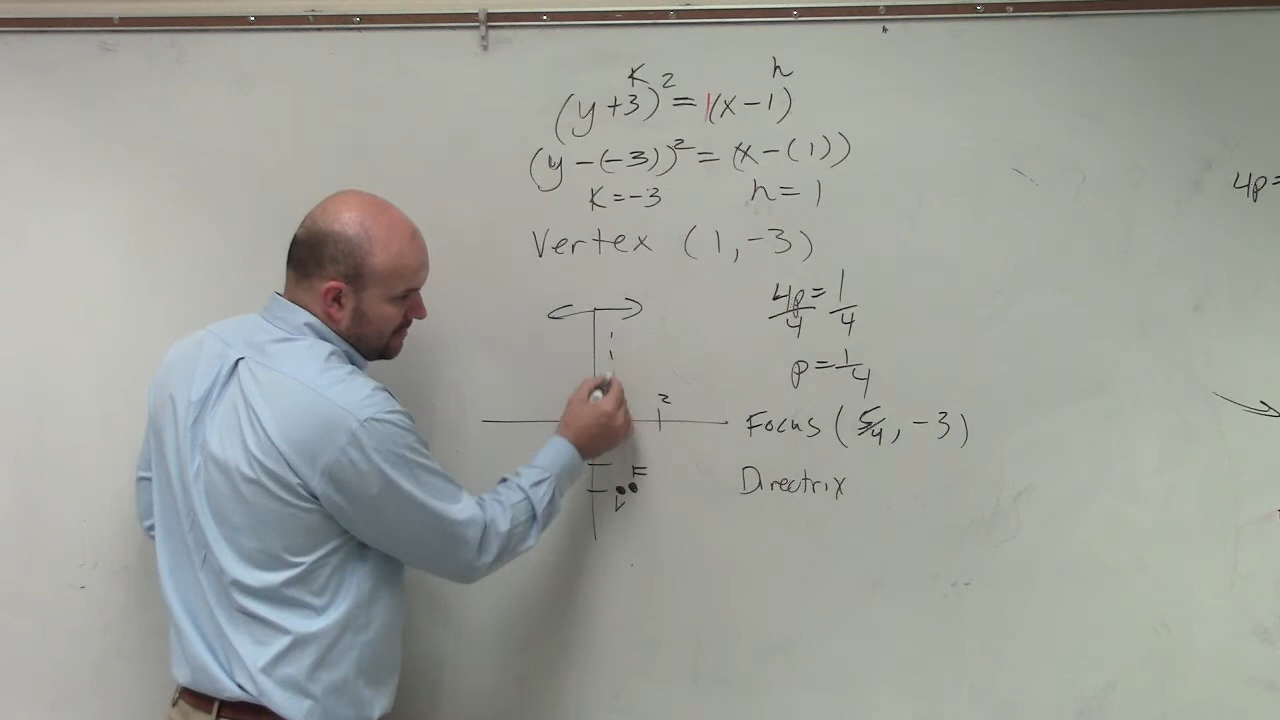 K h
(y+3)² = 1(x-1)
(y-(-3))² = (x-(1))
K=-3 h=1
Vertex (1,-3)
4p/4 = 1/4
p=1/4
2
Focus (5/4, -3)
F
V
Directrix
4p=